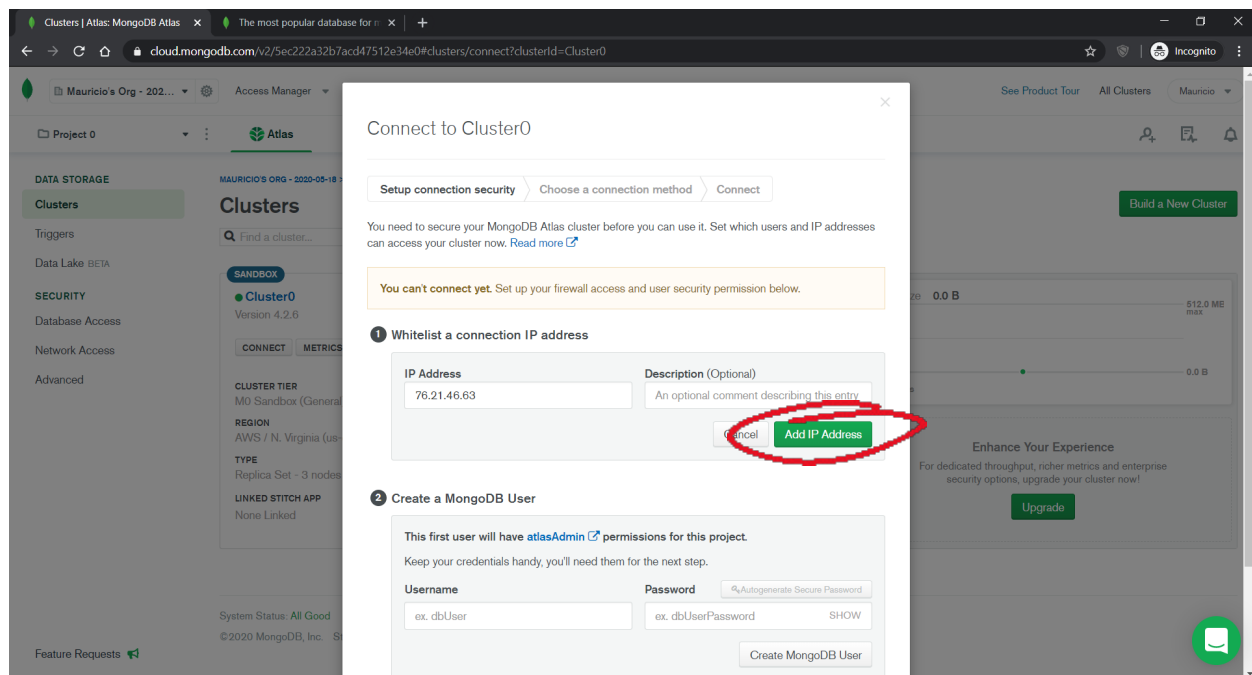 Clusters | Atlas: MongoDB Atlas
The most popular database for m
cloud.mongodb.com/v2/5ec222a32b7acd47512e34e0#clusters/connect?clusterId=Cluster0
Incognito
Mauricio's Org - 202...
Access Manager
See Product Tour
All Clusters
Mauricio
Project 0
Atlas
DATA STORAGE
Clusters
Triggers
Data Lake BETA
SECURITY
Database Access
Network Access
Advanced
Feature Requests
MAURICIO'S ORG - 2020-05-18 >
Clusters
Find a cluster...
Build a New Cluster
SANDBOX
Cluster0
Version 4.2.6
CONNECT
METRICS
CLUSTER TIER
M0 Sandbox (General
REGION
AWS / N. Virginia (us-
TYPE
Replica Set - 3 nodes
LINKED STITCH APP
None Linked
System Status: All Good
©2020 MongoDB, Inc.
Connect to Cluster0
Setup connection security
Choose a connection method
Connect
You need to secure your MongoDB Atlas cluster before you can use it. Set which users and IP addresses
can access your cluster now. Read more
You can't connect yet. Set up your firewall access and user security permission below.
1 Whitelist a connection IP address
IP Address
Description (Optional)
76.21.46.63
An optional comment describing this entry
Cancel
Add IP Address
2 Create a MongoDB User
This first user will have atlasAdmin permissions for this project.
Keep your credentials handy, you'll need them for the next step.
Username
Password
Autogenerate Secure Password
ex. dbUser
ex. dbUserPassword
SHOW
Create MongoDB User
0.0 B
512.0 MB
max
0.0 B
Enhance Your Experience
For dedicated throughput, richer metrics and enterprise
security options, upgrade your cluster now!
Upgrade